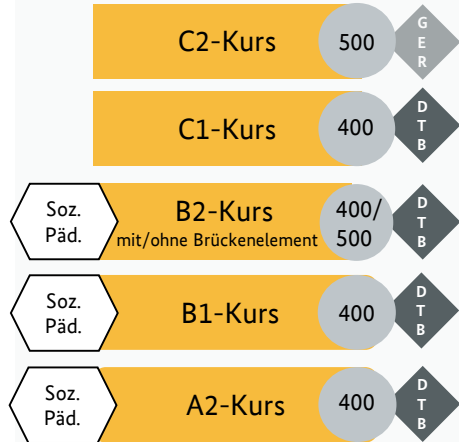 C2-Kurs
500
G
E
R
C1-Kurs
400
D
T
B
Soz.
Päd.
B2-Kurs
mit/ohne Brückenelement
400/
500
D
T
B
Soz.
Päd.
B1-Kurs
400
D
T
B
Soz.
Päd.
A2-Kurs
400
D
T
B